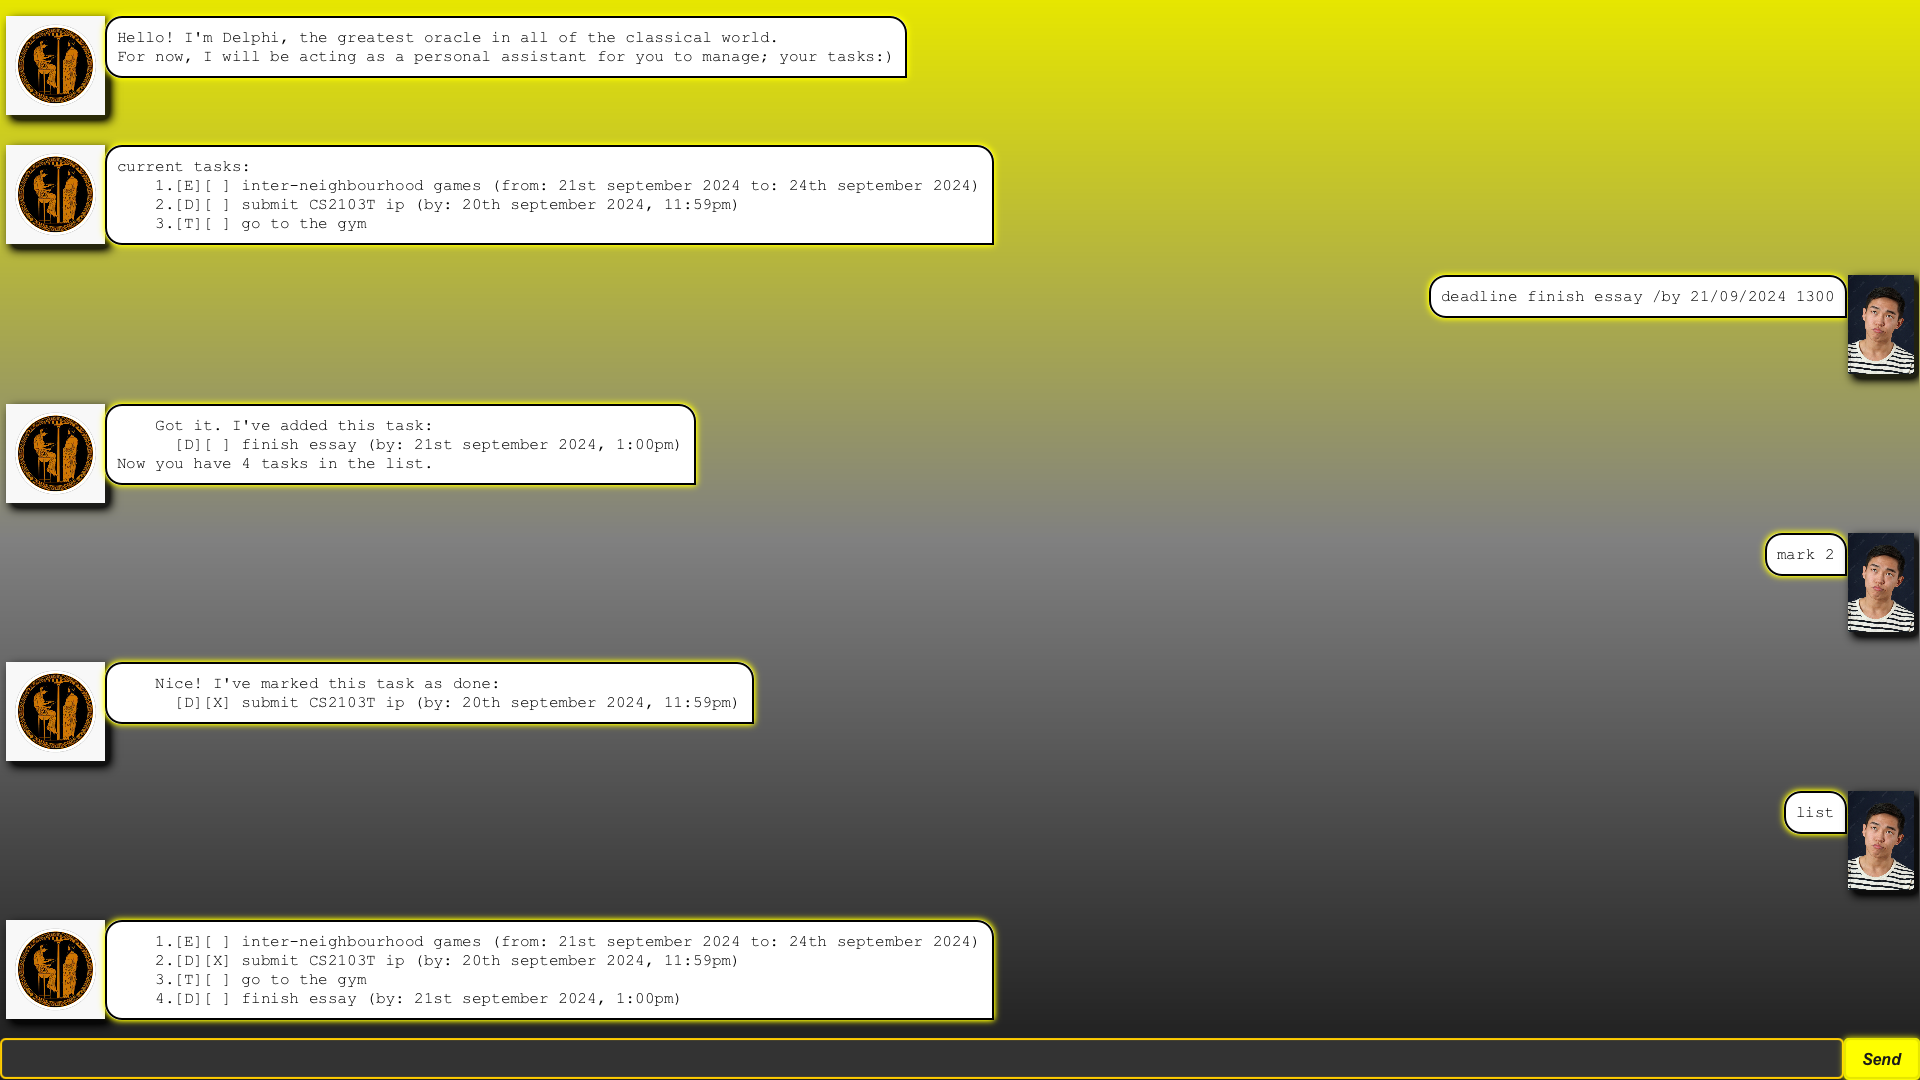 Hello! I'm Delphi, the greatest oracle in all of the classical world.
For now, I will be acting as a personal assistant for you to manage; your tasks:)
current tasks:
1.[E][ ] inter-neighbourhood games (from: 21st september 2024 to: 24th september 2024)
2.[D][ ] submit CS2103T ip (by: 20th september 2024, 11:59pm)
3.[T][ ] go to the gym
deadline finish essay /by 21/09/2024 1300
Got it. I've added this task:
[D][ ] finish essay (by: 21st september 2024, 1:00pm)
Now you have 4 tasks in the list.
mark 2
Nice! I've marked this task as done:
[D][X] submit CS2103T ip (by: 20th september 2024, 11:59pm)
list
1.[E][ ] inter-neighbourhood games (from: 21st september 2024 to: 24th september 2024)
2.[D][X] submit CS2103T ip (by: 20th september 2024, 11:59pm)
3.[T][ ] go to the gym
4.[D][ ] finish essay (by: 21st september 2024, 1:00pm)
Send